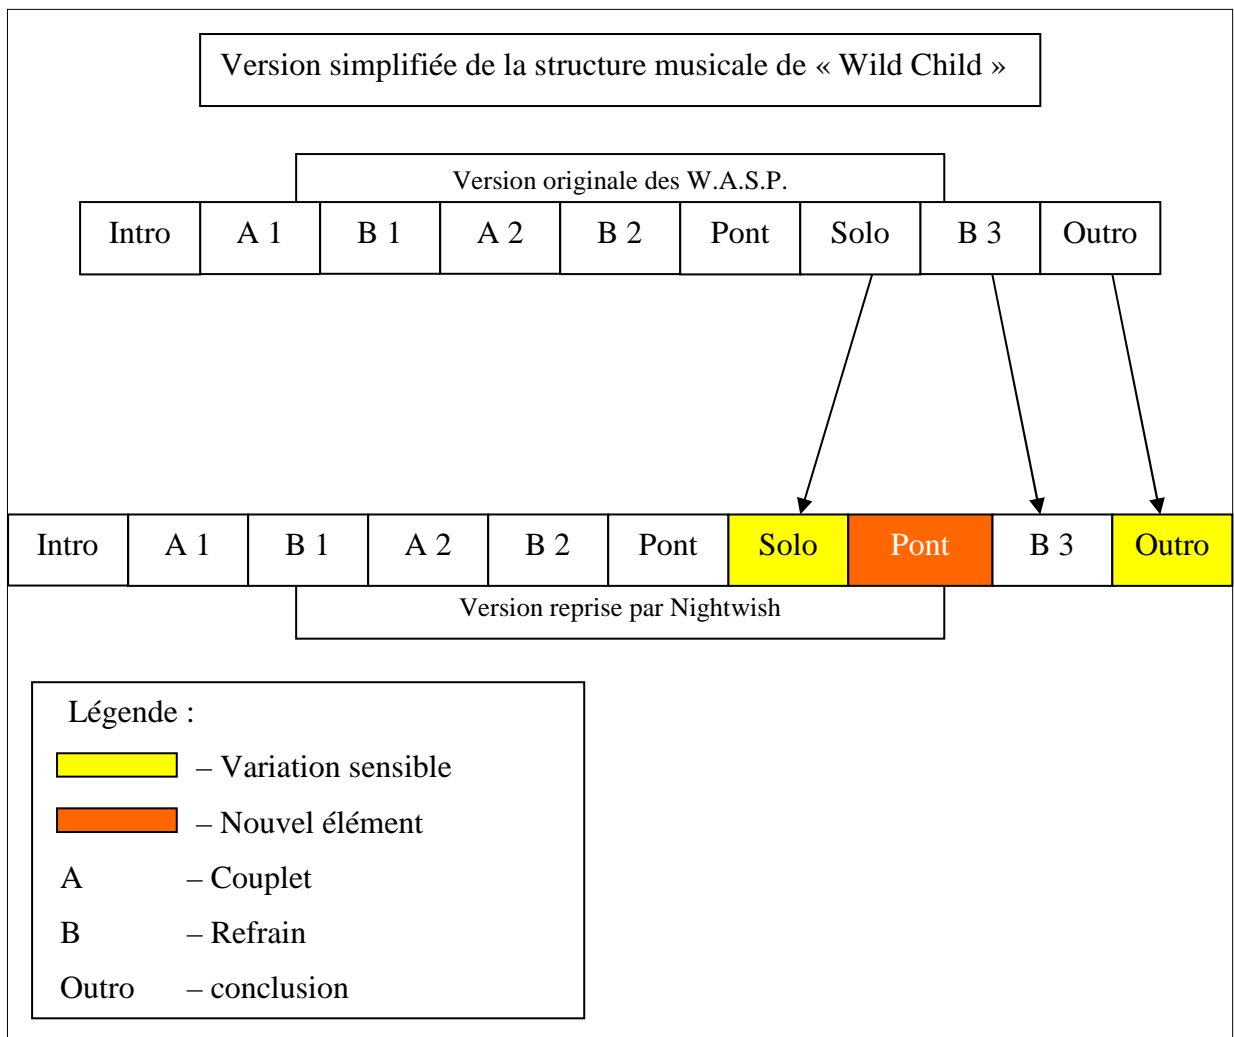 Version simplifiée de la structure musicale de « Wild Child »
Version originale des W.A.S.P.
Intro A 1 B 1 A 2 B 2 Pont Solo B 3 Outro
Intro A 1 B 1 A 2 B 2 Pont Solo Pont B 3 Outro
Version reprise par Nightwish
Légende :
– Variation sensible
– Nouvel élément
A – Couplet
B – Refrain
Outro – conclusion